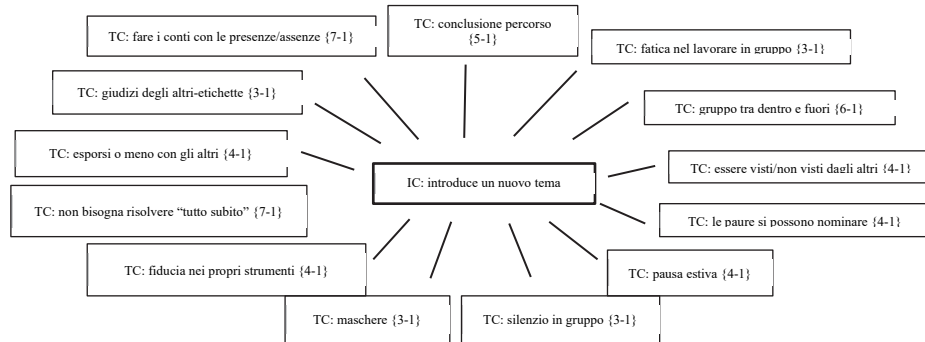 TC: conclusione percorso
{5-1}
TC: fare i conti con le presenze/assenze {7-1}
TC: fatica nel lavorare in gruppo {3-1}
TC: giudizi degli altri-etichette {3-1}
TC: gruppo tra dentro e fuori {6-1}
TC: esporsi o meno con gli altri {4-1}
TC: essere visti/non visti dagli altri {4-1}
IC: introduce un nuovo tema
TC: non bisogna risolvere “tutto subito” {7-1}
TC: le paure si possono nominare {4-1}
TC: fiducia nei propri strumenti {4-1}
TC: pausa estiva {4-1}
TC: maschere {3-1}
TC: silenzio in gruppo {3-1}